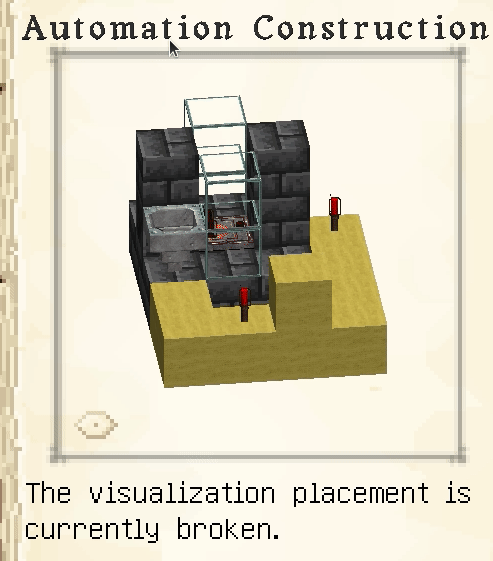 Automation Construction
The visualization placement is
currently broken.